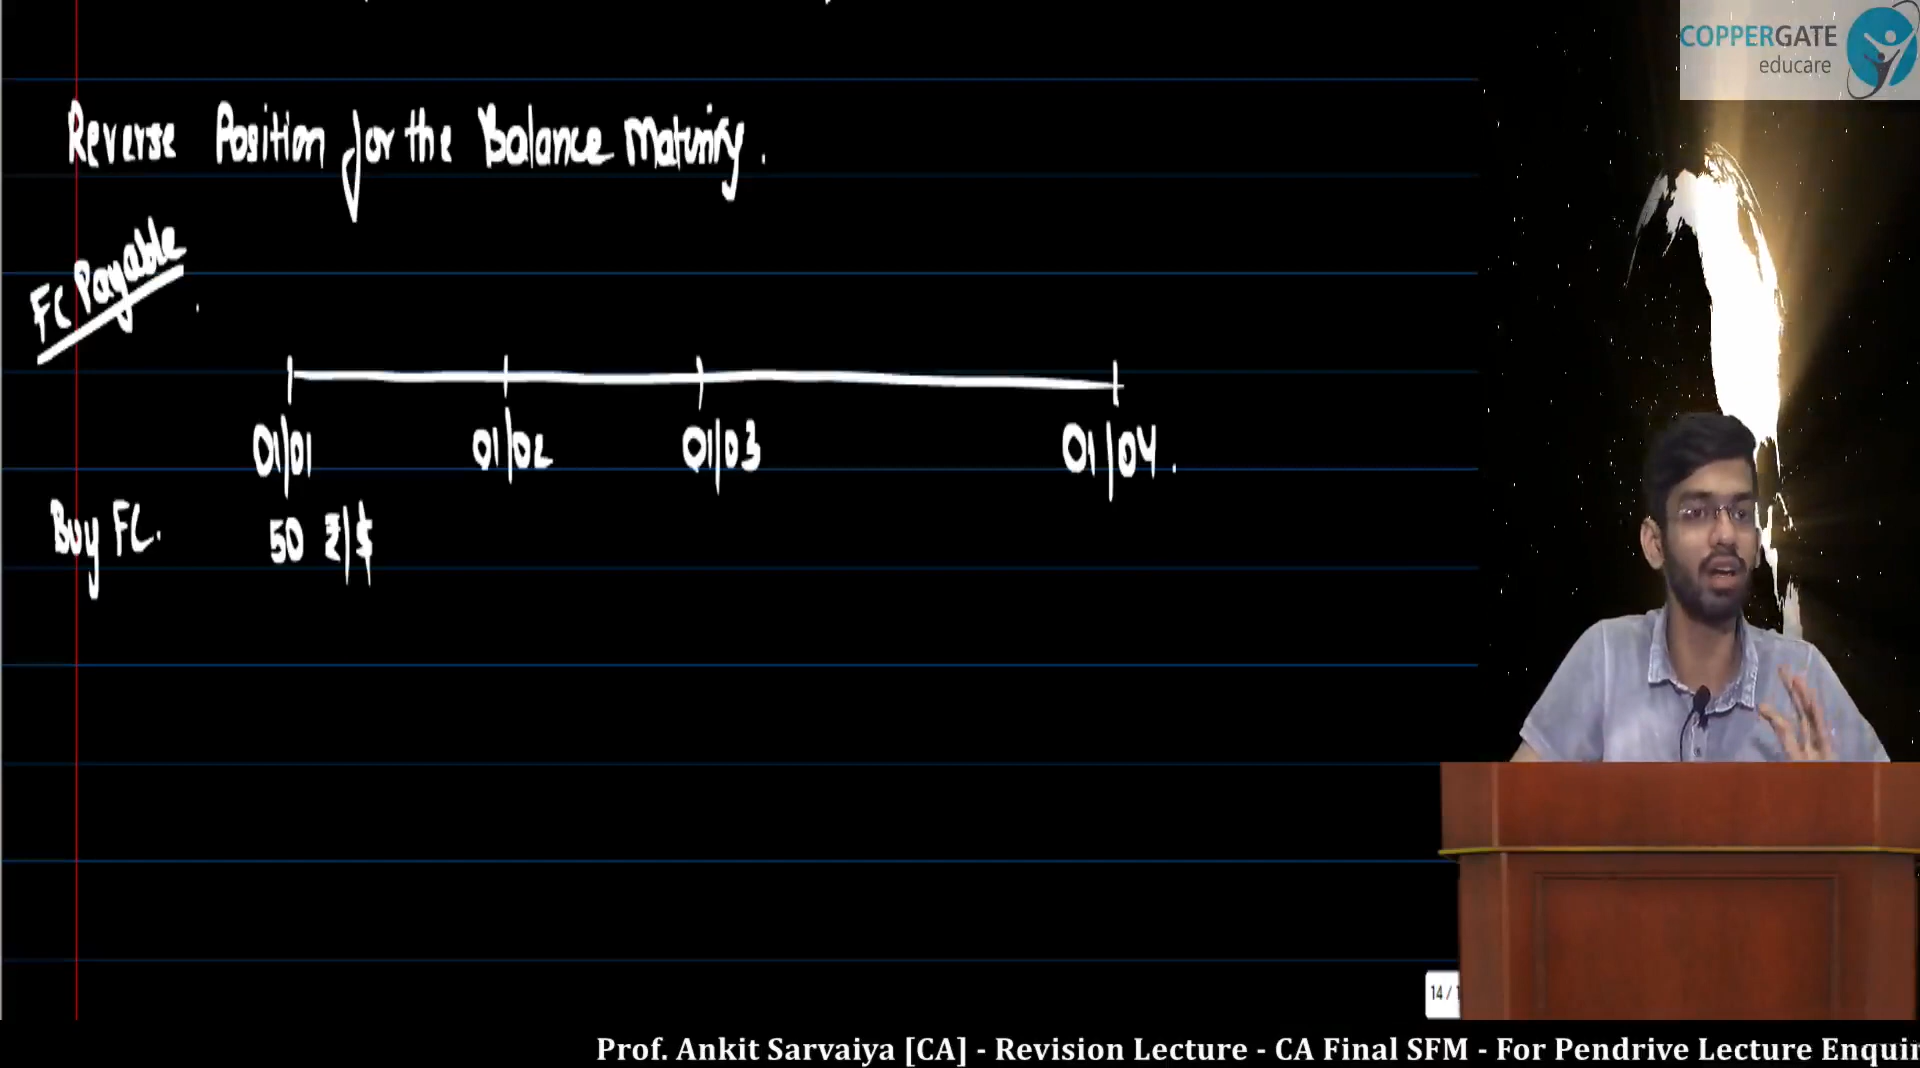 COPPERGATE
educare
Reverse Position for the Balance Maturity.
FC Payable
01/01 01/02 01/03 01/04.
Buy FC. 50 ₹/$
14/1
Prof. Ankit Sarvaiya [CA] - Revision Lecture - CA Final SFM - For Pendrive Lecture Enquir